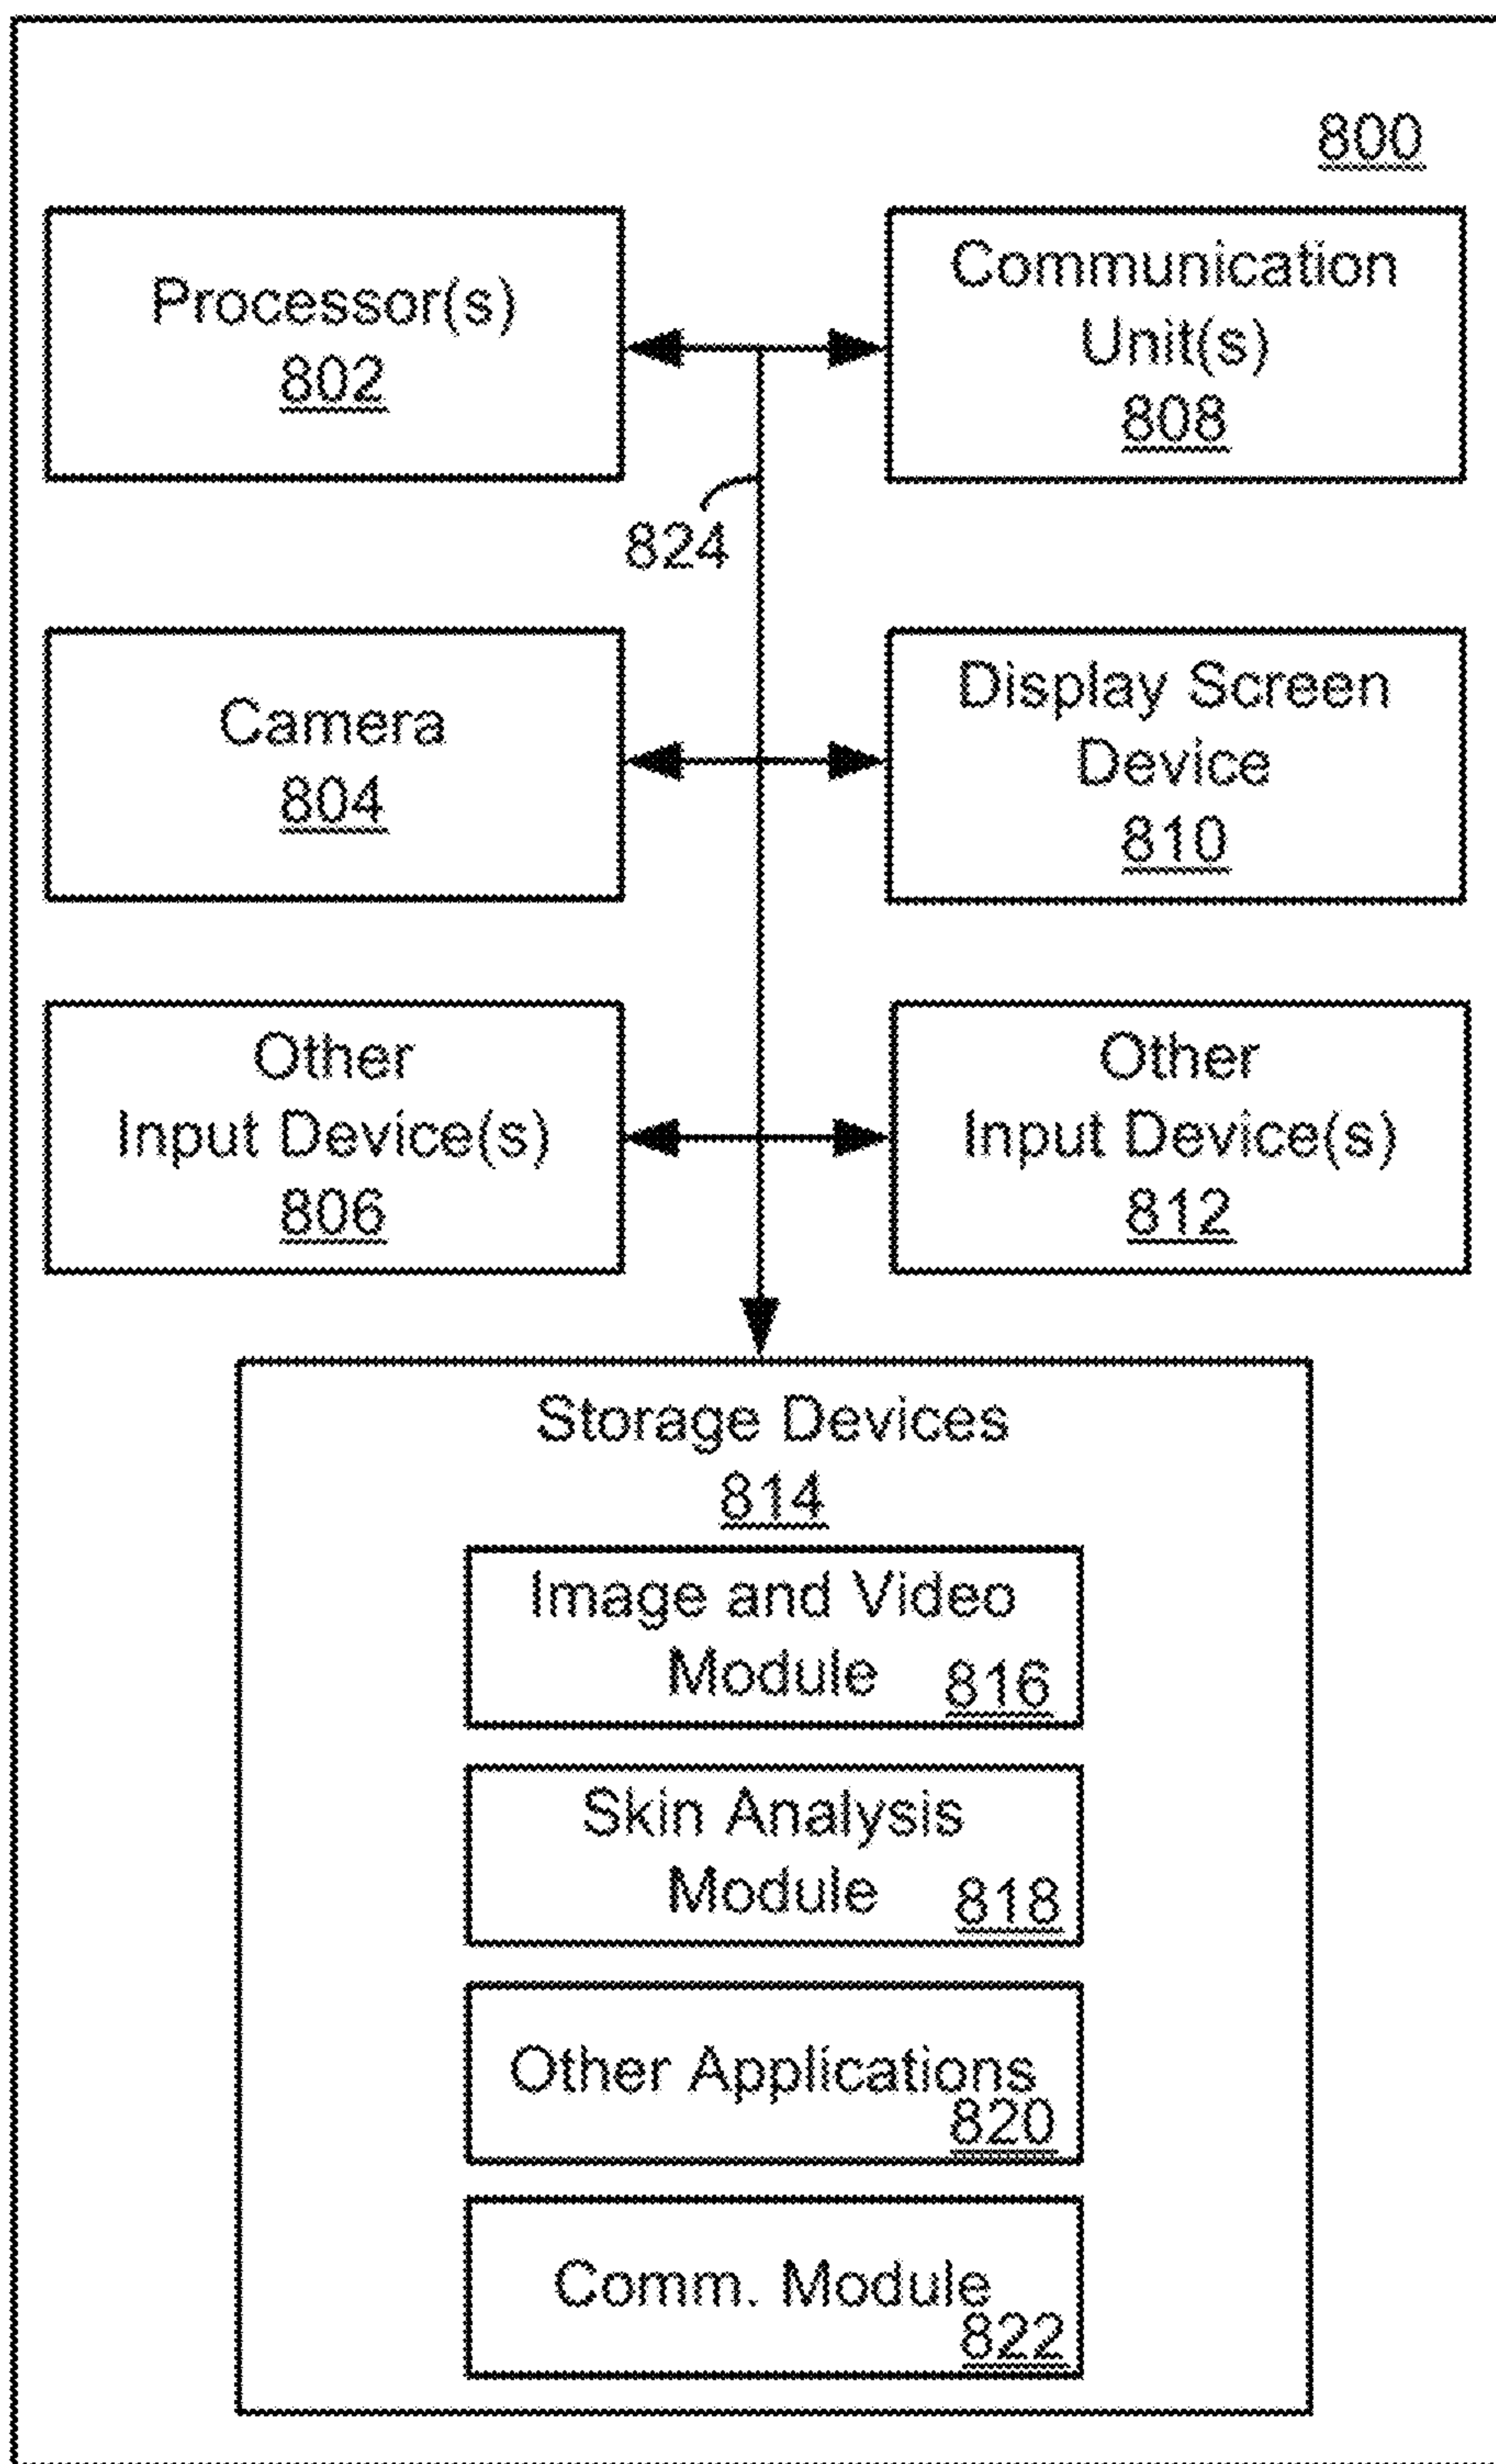 800
Processor(s)
802
Communication
Unit(s)
808
824
Camera
804
Display Screen
Device
810
Other
Input Device(s)
806
Other
Input Device(s)
812
Storage Devices
814
Image and Video
Module 816
Skin Analysis
Module 818
Other Applications
820
Comm. Module
822